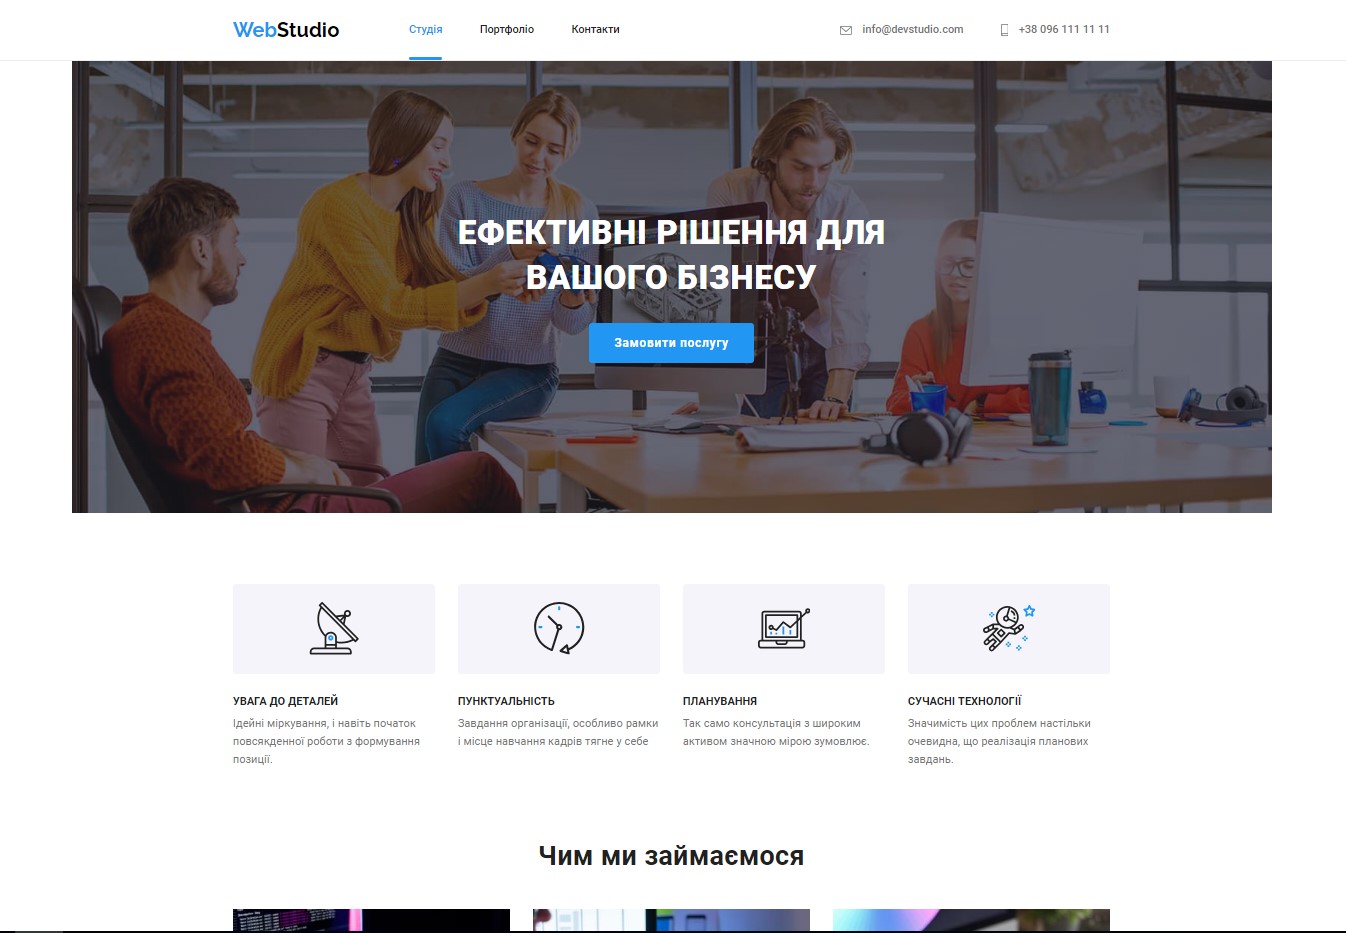 WebStudio
Студія
Портфоліо
Контакти
info@devstudio.com
+38 096 111 11 11
ЕФЕКТИВНІ РІШЕННЯ ДЛЯ
ВАШОГО БІЗНЕСУ
Замовити послугу
УВАГА ДО ДЕТАЛЕЙ
Ідейні міркування, і навіть початок
повсякденної роботи з формування
позиції.
ПУНКТУАЛЬНІСТЬ
Завдання організації, особливо рамки
і місце навчання кадрів тягне у себе
ПЛАНУВАННЯ
Так само консультація з широким
активом значною мірою зумовлює.
СУЧАСНІ ТЕХНОЛОГІЇ
Значимість цих проблем настільки
очевидна, що реалізація планових
завдань.
Чим ми займаємося